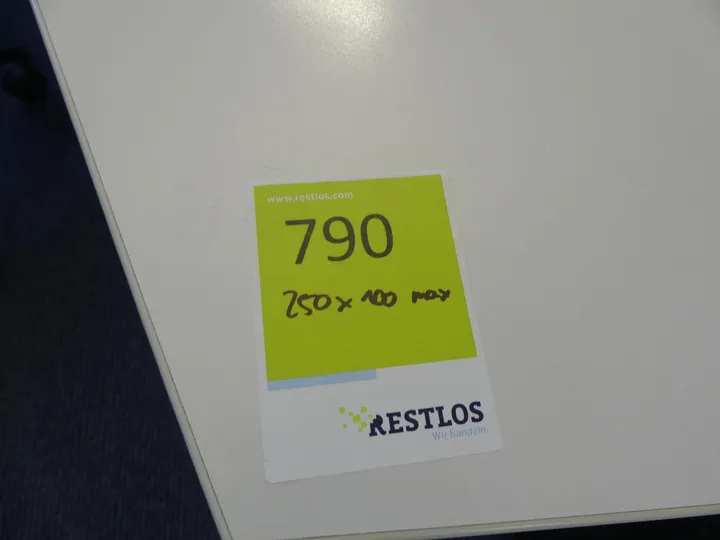 www.restlos.com
790
250 x 100 max
RESTLOS
Wir handeln.